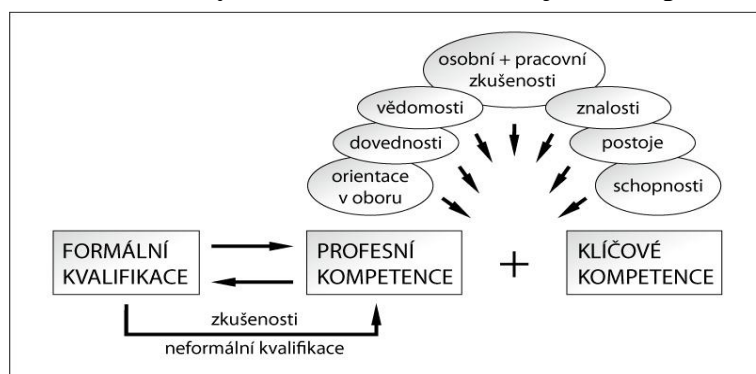 osobní + pracovní
zkušenosti
vědomosti
znalosti
dovednosti
postoje
orientace
v oboru
schopnosti
FORMÁLNÍ
KVALIFIKACE
PROFESNÍ
KOMPETENCE
+
KLÍČOVÉ
KOMPETENCE
zkušenosti
neformální kvalifikace